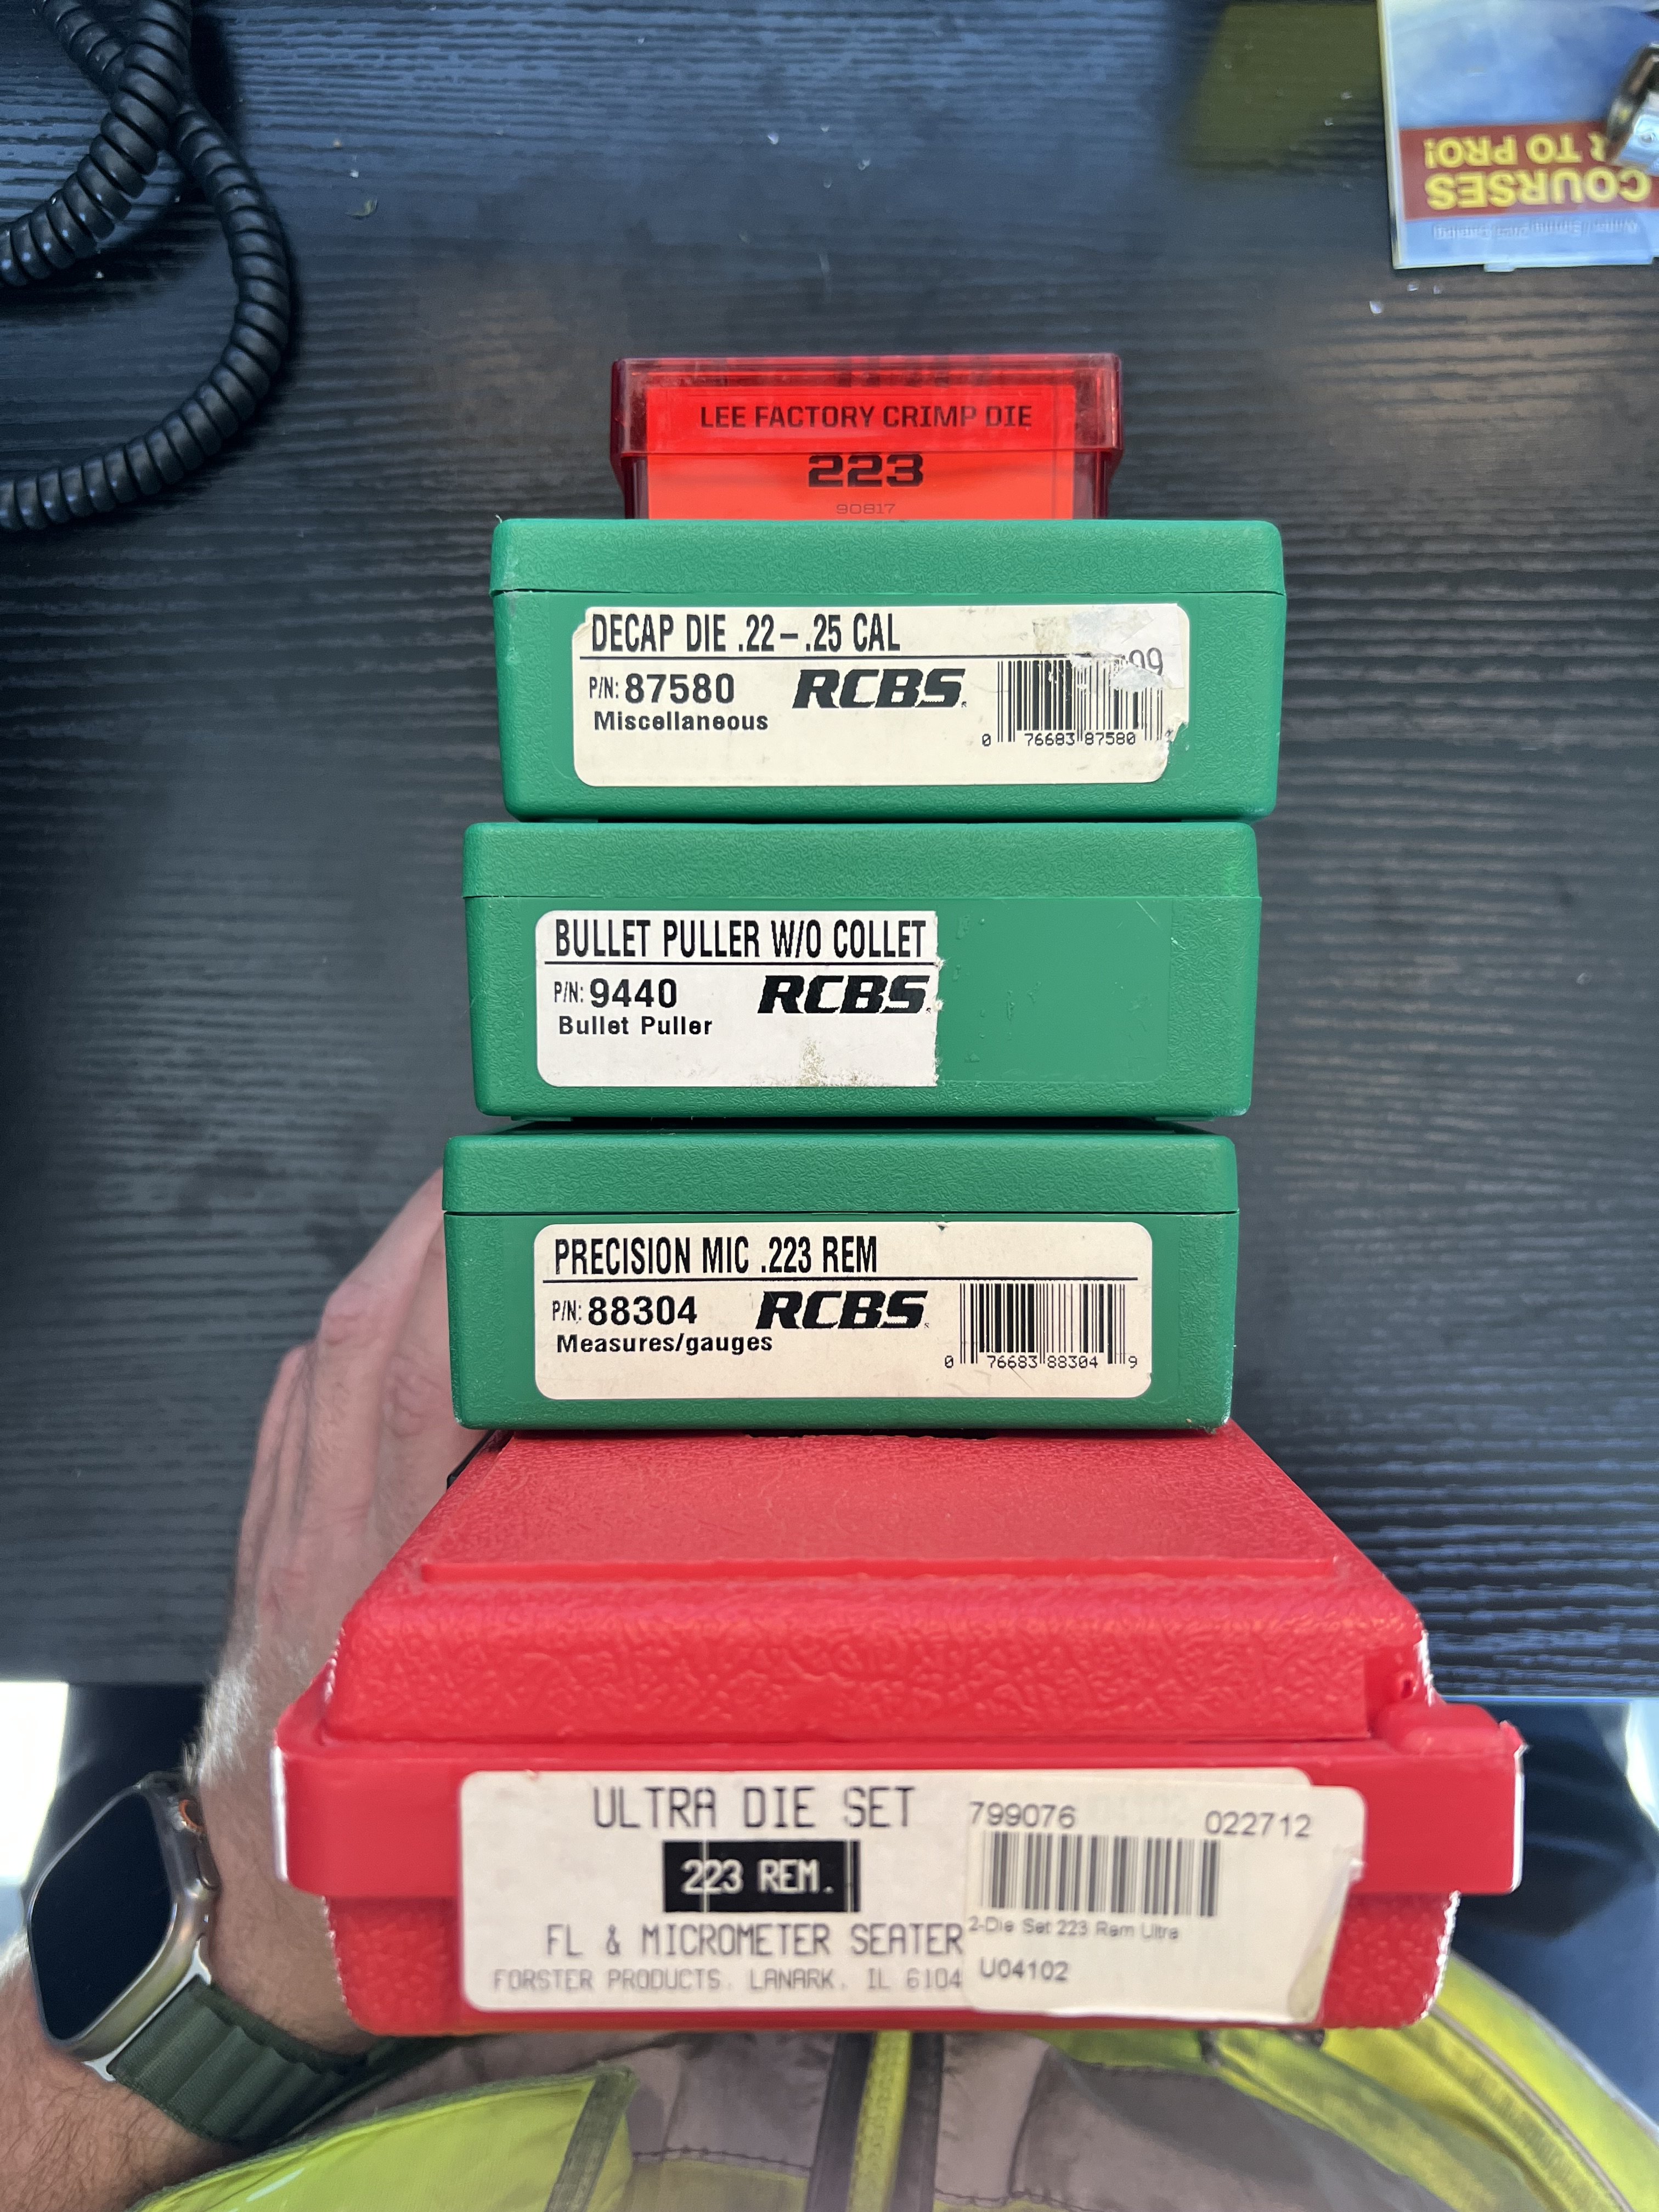 COURSES
R TO PRO!
LEE FACTORY CRIMP DIE
223
90817
DECAP DIE .22 – .25 CAL
99
P/N: 87580 RCBS
Miscellaneous
0 76683 87580
BULLET PULLER W/O COLLET
P/N: 9440 RCBS
Bullet Puller
PRECISION MIC .223 REM
P/N: 88304 RCBS
Measures/gauges
0 76683 88304 9
ULTRA DIE SET
223 REM.
FL & MICROMETER SEATER
FORSTER PRODUCTS, LANARK, IL 6104
799076 022712
2-Die Set 223 Rem Ultra
U04102